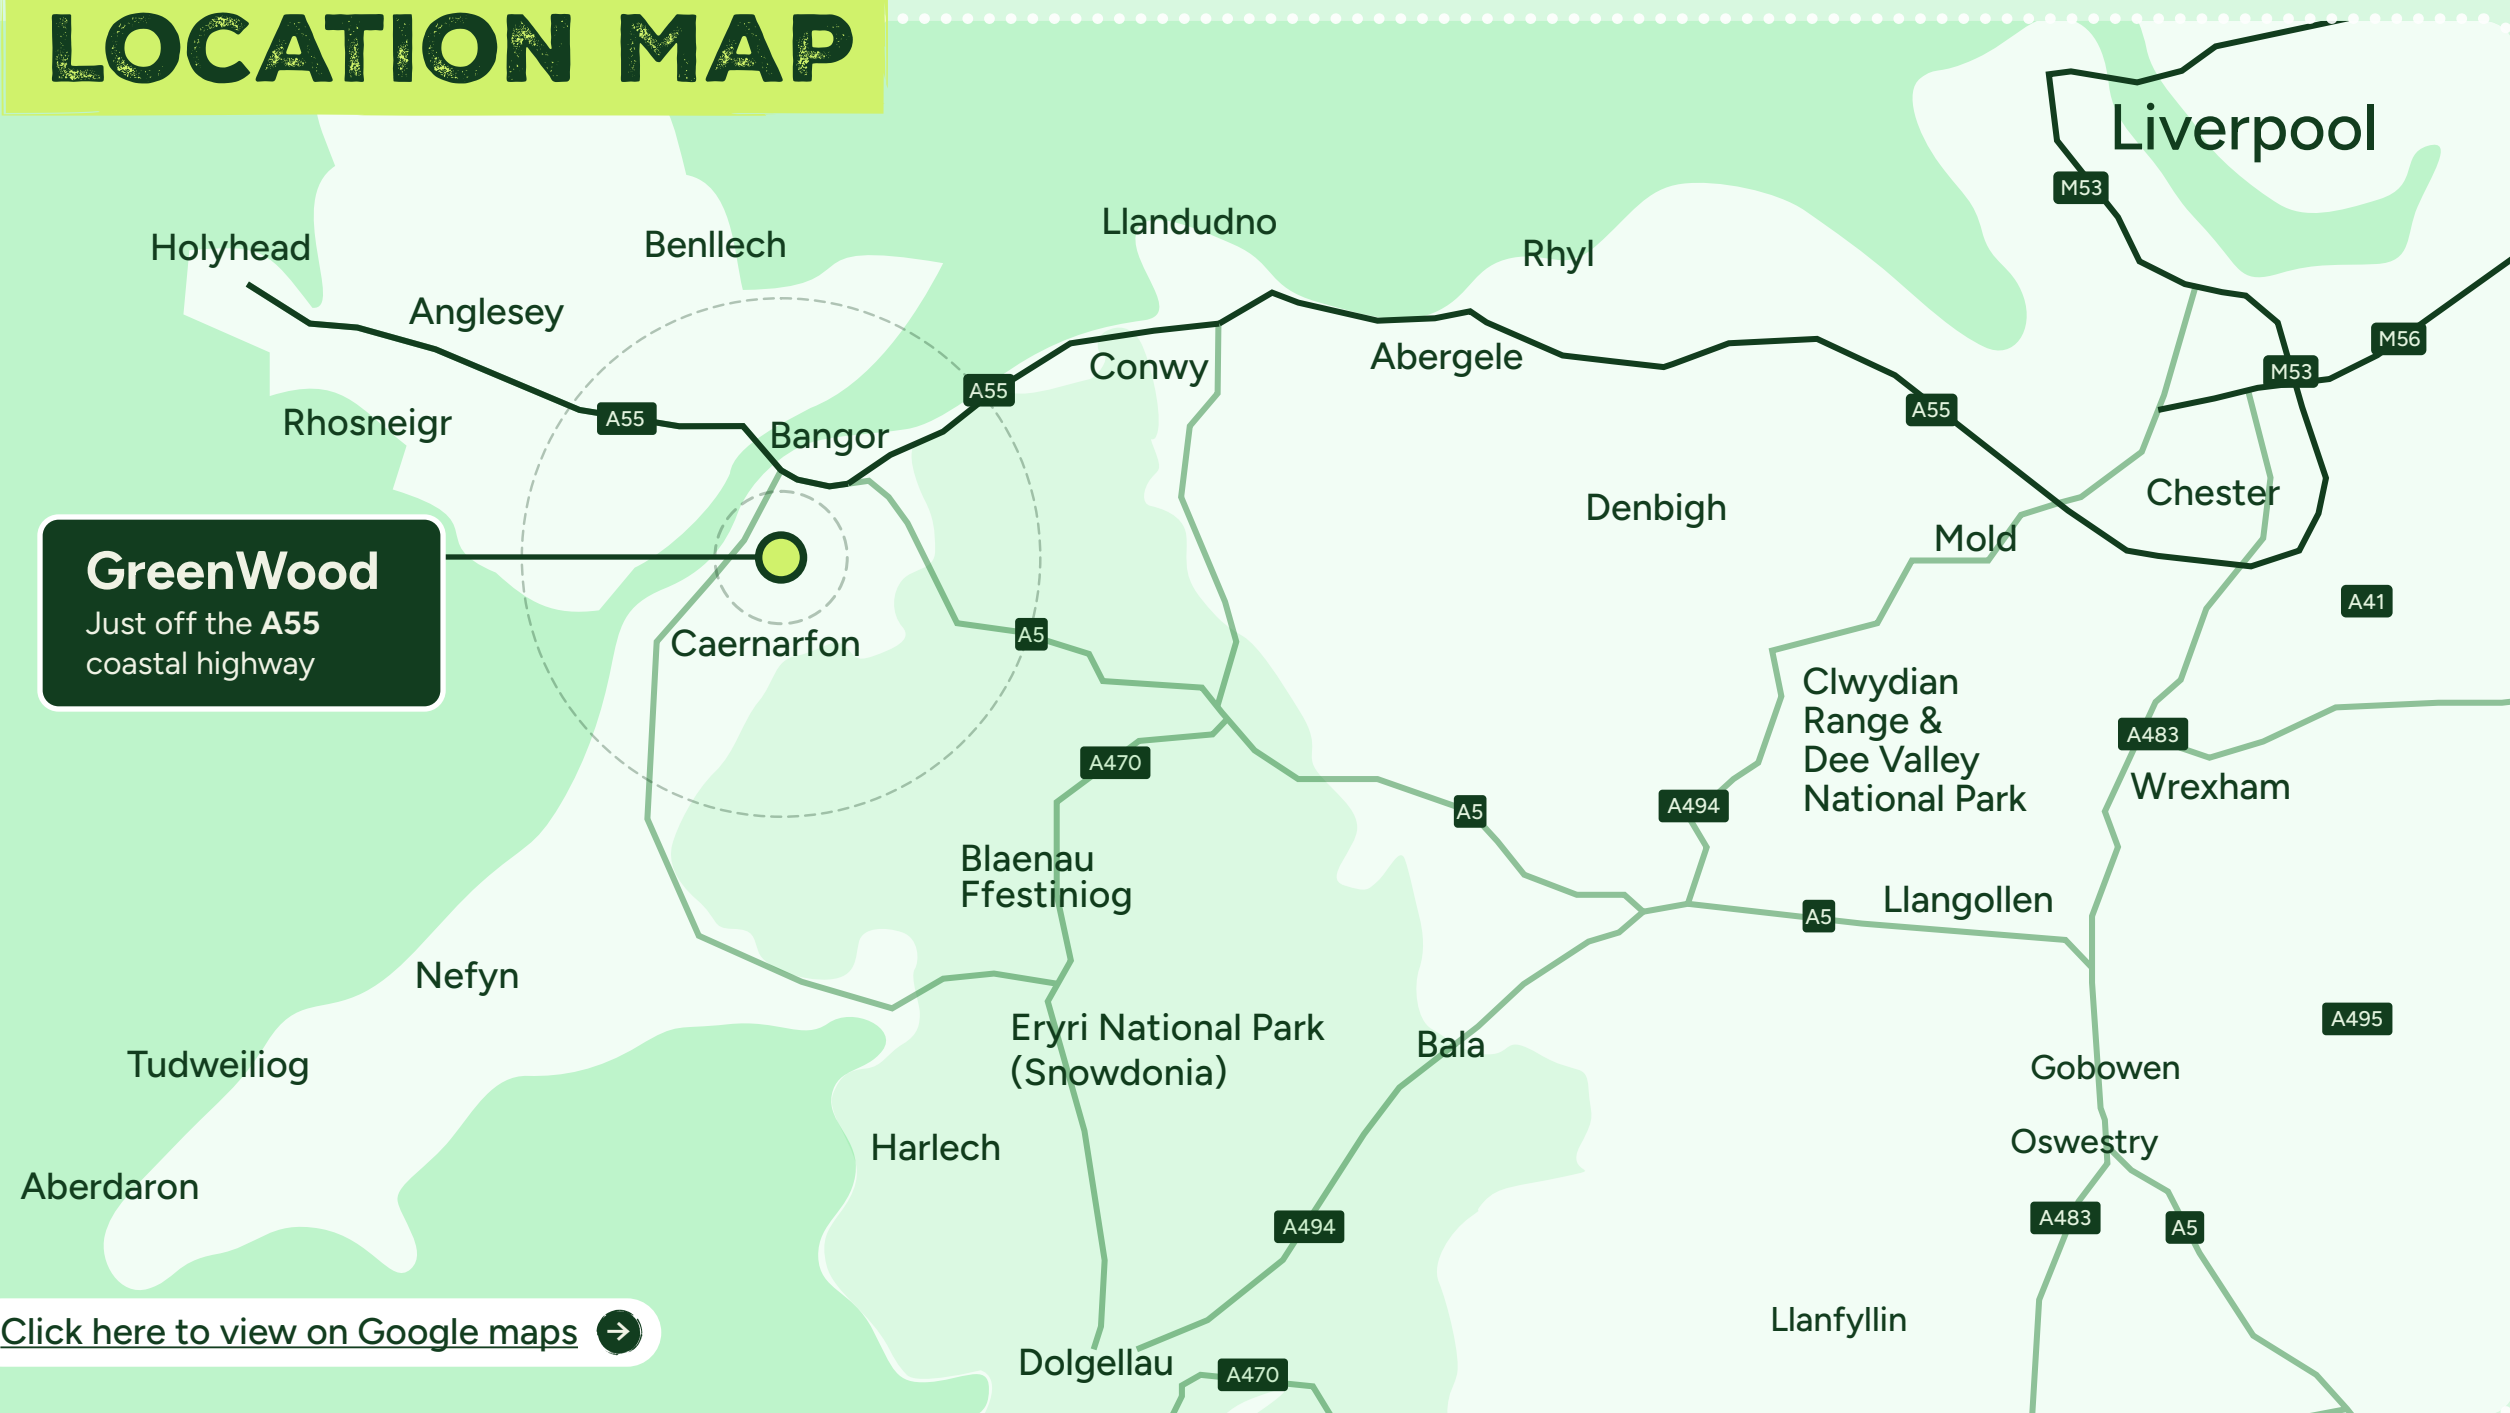 LOCATION MAP
Liverpool
M53
Llandudno
Holyhead
Benllech
Rhyl
Anglesey
M56
Conwy
Abergele
M53
A55
A55
A55
Rhosneigr
Bangor
Chester
Denbigh
Mold
GreenWood
Just off the A55
coastal highway
A41
Caernarfon
A5
Clwydian
Range &
Dee Valley
National Park
A483
A470
Wrexham
A5
A494
Blaenau
Ffestiniog
Llangollen
A5
Nefyn
A495
Eryri National Park
(Snowdonia)
Bala
Tudweiliog
Gobowen
Harlech
Oswestry
Aberdaron
A494
A483
A5
Llanfyllin
Click here to view on Google maps
Dolgellau
A470